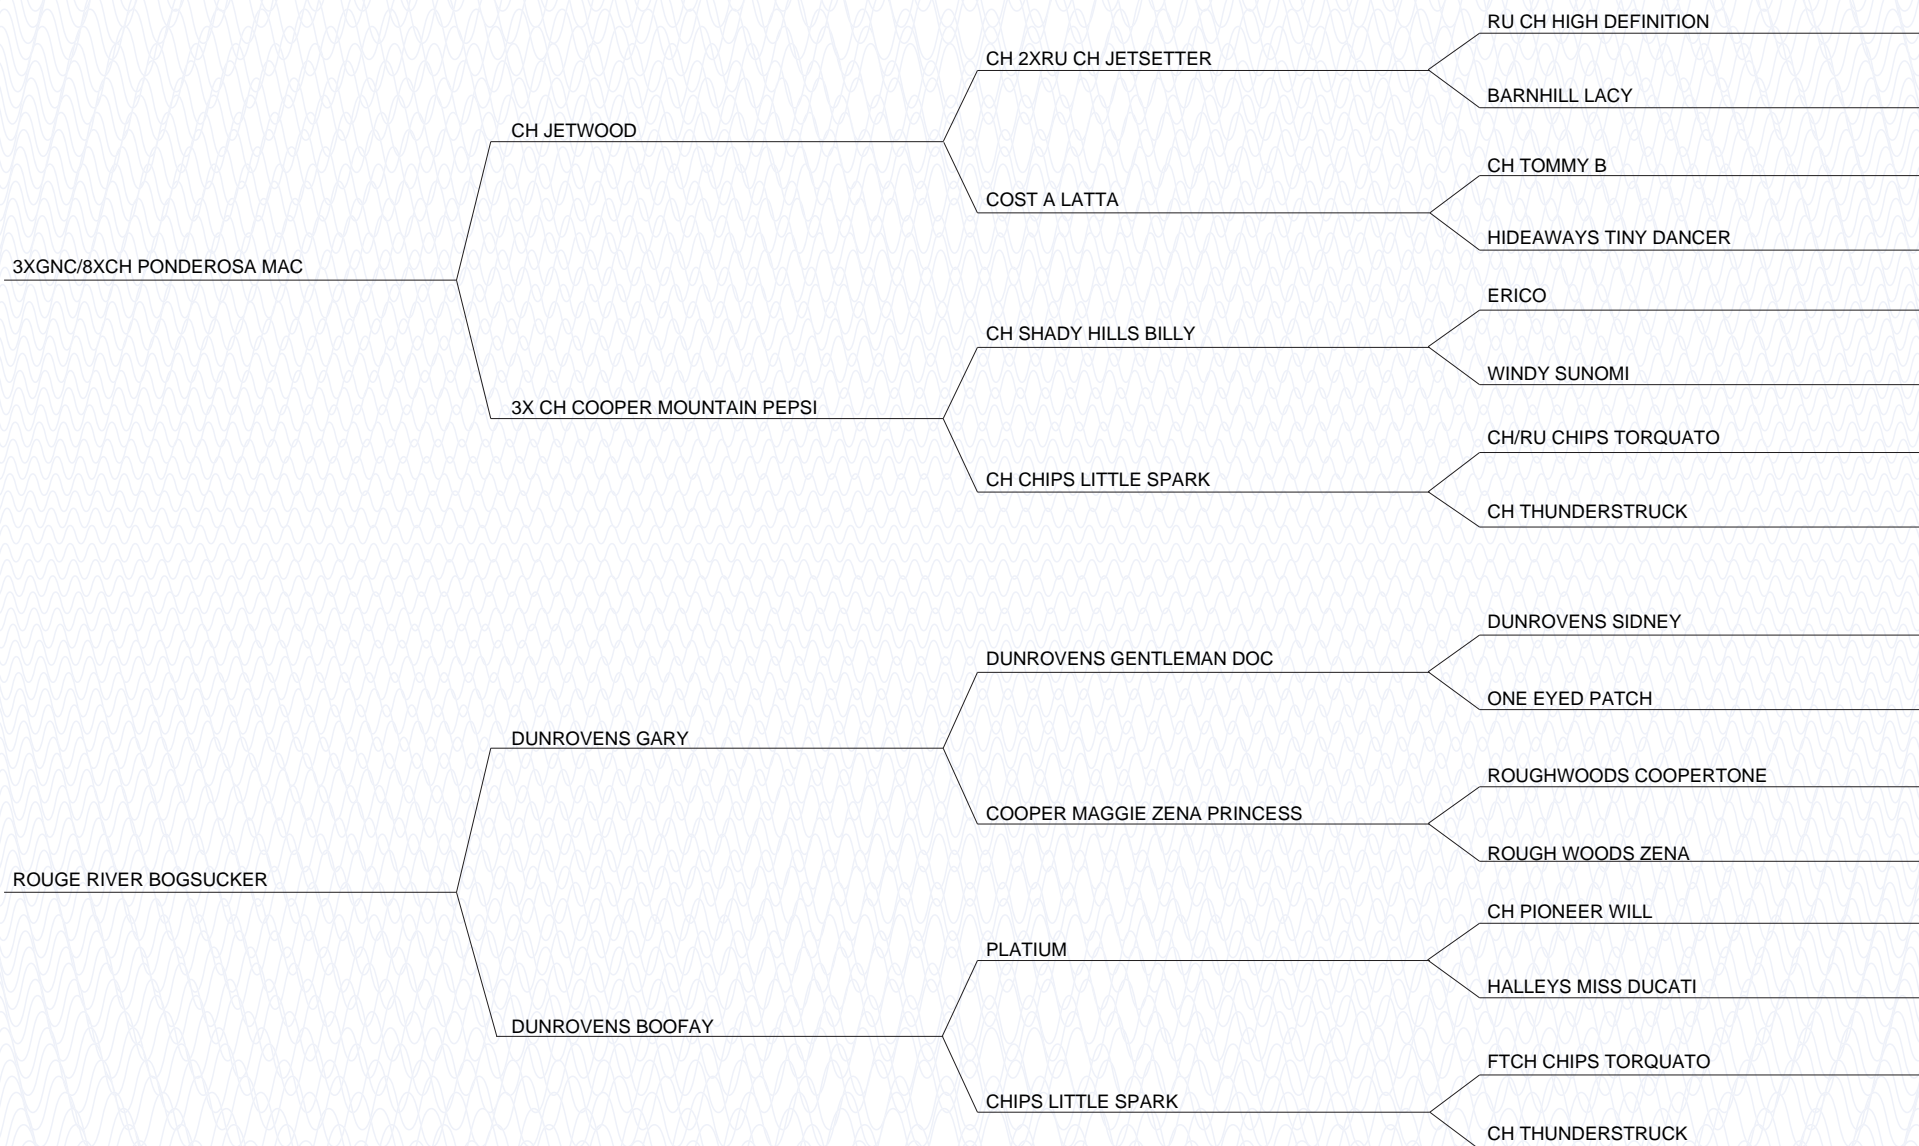 RU CH HIGH DEFINITION
CH 2XRU CH JETSETTER
BARNHILL LACY
CH JETWOOD
CH TOMMY B
COST A LATTA
HIDEAWAYS TINY DANCER
3XGNC/8XCH PONDEROSA MAC
ERICO
CH SHADY HILLS BILLY
WINDY SUNOMI
3X CH COOPER MOUNTAIN PEPSI
CH/RU CHIPS TORQUATO
CH CHIPS LITTLE SPARK
CH THUNDERSTRUCK
DUNROVENS SIDNEY
DUNROVENS GENTLEMAN DOC
ONE EYED PATCH
DUNROVENS GARY
ROUGHWOODS COOPERTONE
COOPER MAGGIE ZENA PRINCESS
ROUGH WOODS ZENA
ROUGE RIVER BOGSUCKER
CH PIONEER WILL
PLATIUM
HALLEYS MISS DUCATI
DUNROVENS BOOFAY
FTCH CHIPS TORQUATO
CHIPS LITTLE SPARK
CH THUNDERSTRUCK